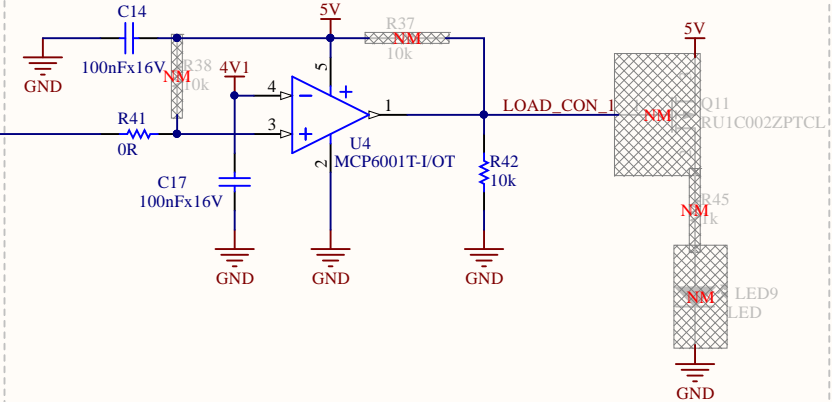 C14
100nFx16V
GND
5V
R37
NM
10k
R38
NM
10k
4V1
R41
0R
C17
100nFx16V
GND
4
3
5
2
1
U4
MCP6001T-I/OT
GND
LOAD_CON_1
R42
10k
GND
5V
NM
Q11
RU1C002ZPTCL
R45
NM
1k
NM
LED9
LED
GND